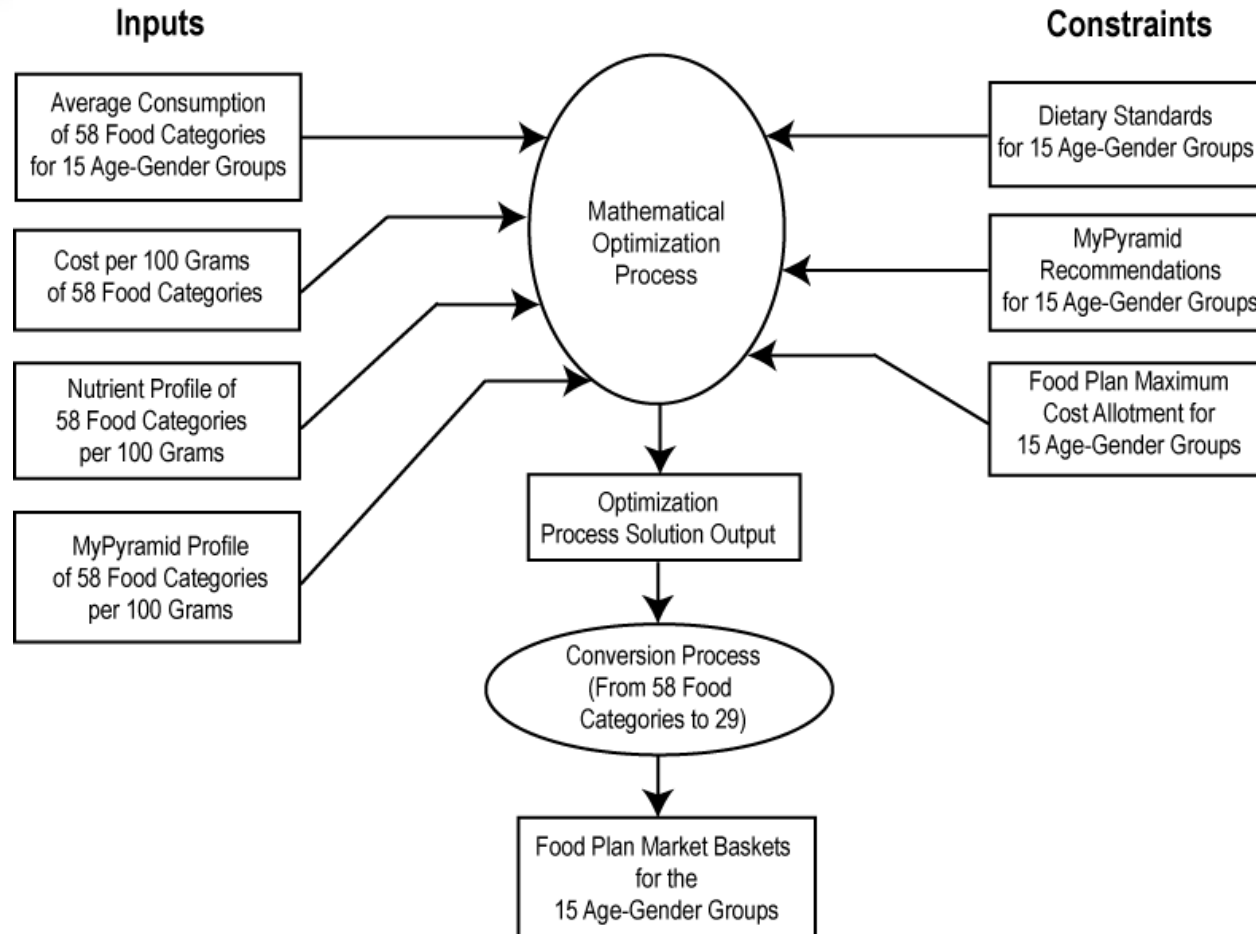 Inputs
Average Consumption
of 58 Food Categories
for 15 Age-Gender Groups
Cost per 100 Grams
of 58 Food Categories
Nutrient Profile of
58 Food Categories
per 100 Grams
MyPyramid Profile
of 58 Food Categories
per 100 Grams
Mathematical
Optimization
Process
Constraints
Dietary Standards
for 15 Age-Gender Groups
MyPyramid
Recommendations
for 15 Age-Gender Groups
Food Plan Maximum
Cost Allotment for
15 Age-Gender Groups
Optimization
Process Solution Output
Conversion Process
(From 58 Food
Categories to 29)
Food Plan Market Baskets
for the
15 Age-Gender Groups